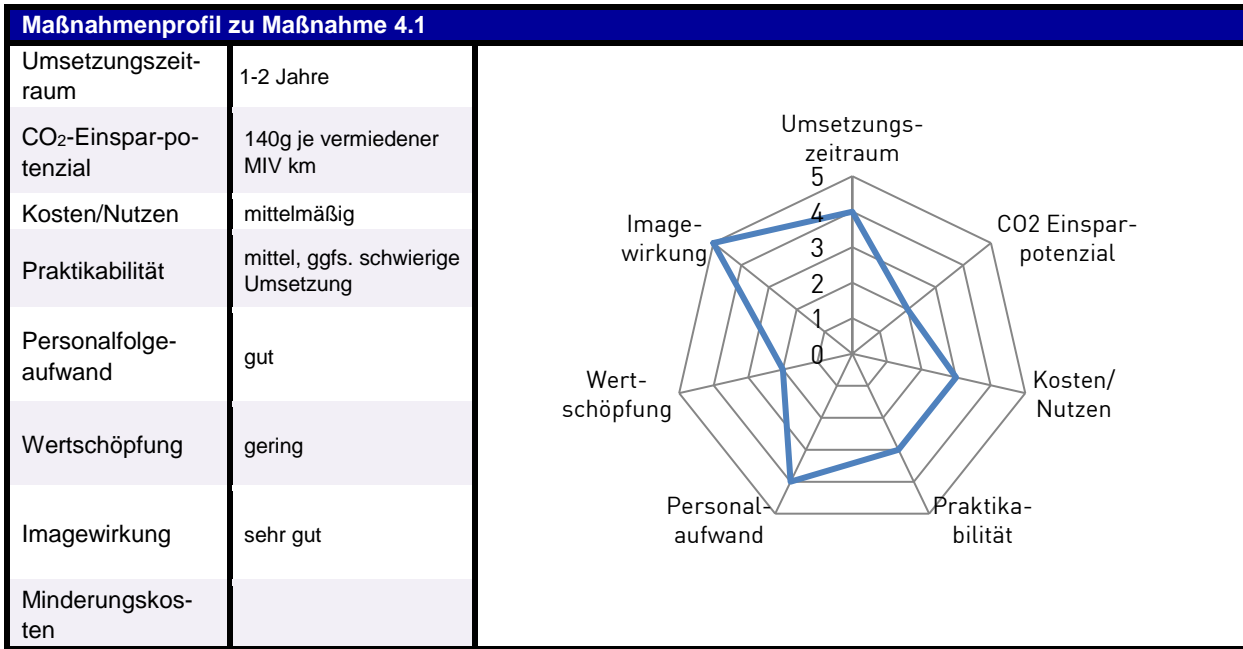 Maßnahmenprofil zu Maßnahme 4.1
Umsetzungszeit-
raum
1-2 Jahre
CO2-Einspar-po-
tenzial
140g je vermiedener
MIV km
Kosten/Nutzen
mittelmäßig
Praktikabilität
mittel, ggfs. schwierige
Umsetzung
Personalfolge-
aufwand
gut
Wertschöpfung
gering
Imagewirkung
sehr gut
Minderungskos-
ten
Umsetzungs-
zeitraum
5
4
3
2
1
0
CO2 Einspar-
potenzial
Kosten/
Nutzen
Praktika-
bilität
Personal-
aufwand
Wert-
schöpfung
Image-
wirkung